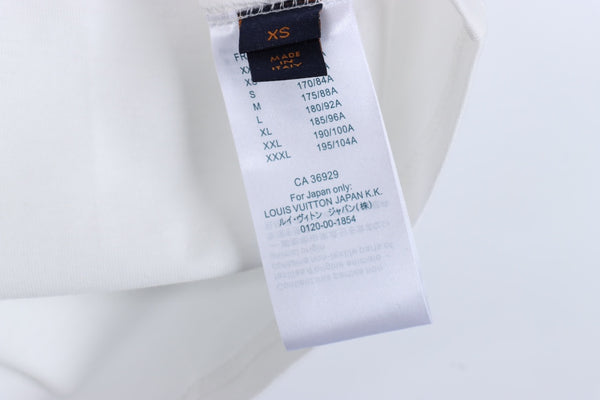 XS
MADE
IN
ITALY
FR
XS 170/84A
S 175/88A
M 180/92A
L 185/96A
XL 190/100A
XXL 195/104A
XXXL
CA 36929
For Japan only:
LOUIS VUITTON JAPAN K.K.
ルイ・ヴィトン ジャパン(株)
0120-00-1854